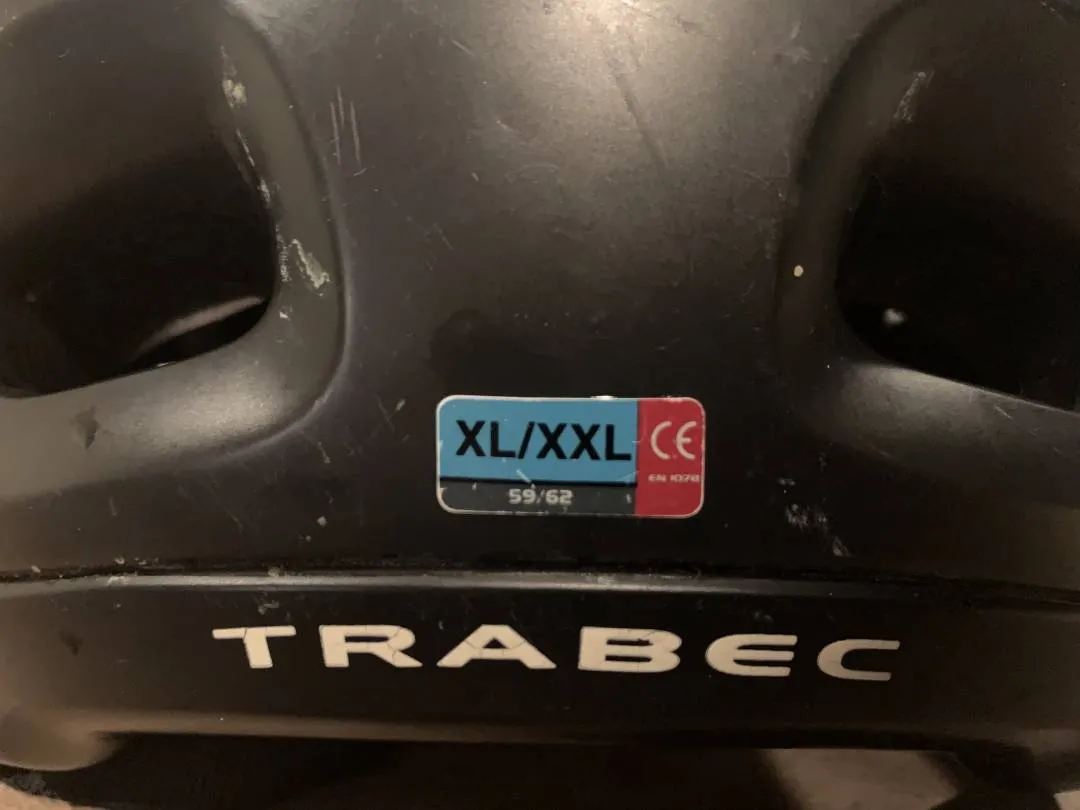 XL/XXL
CE
EN 1078
59/62
TRABEC